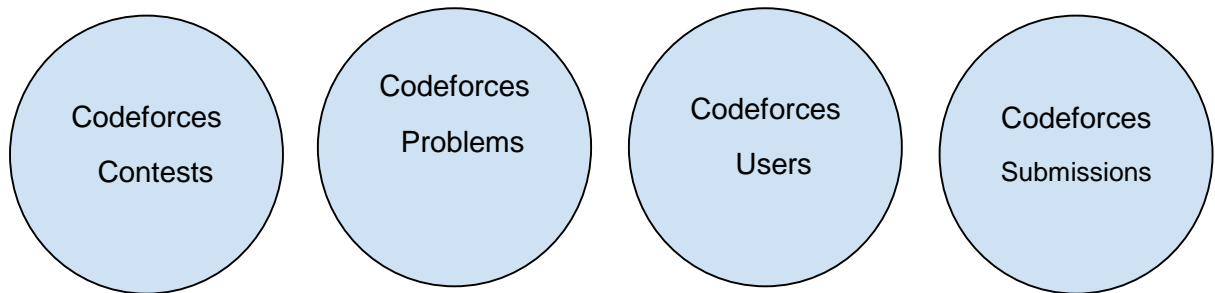 Codeforces
Contests
Codeforces
Problems
Codeforces
Users
Codeforces
Submissions